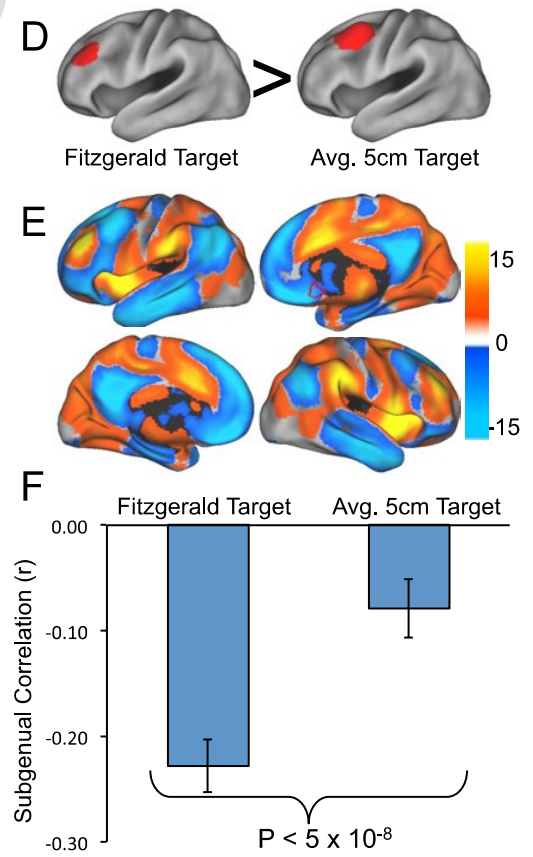 D
>
Fitzgerald Target Avg. 5cm Target
E
15
0
-15
F
Fitzgerald Target Avg. 5cm Target
Subgenual Correlation (r)
0.00
-0.10
-0.20
-0.30
P < 5 x 10⁻⁸